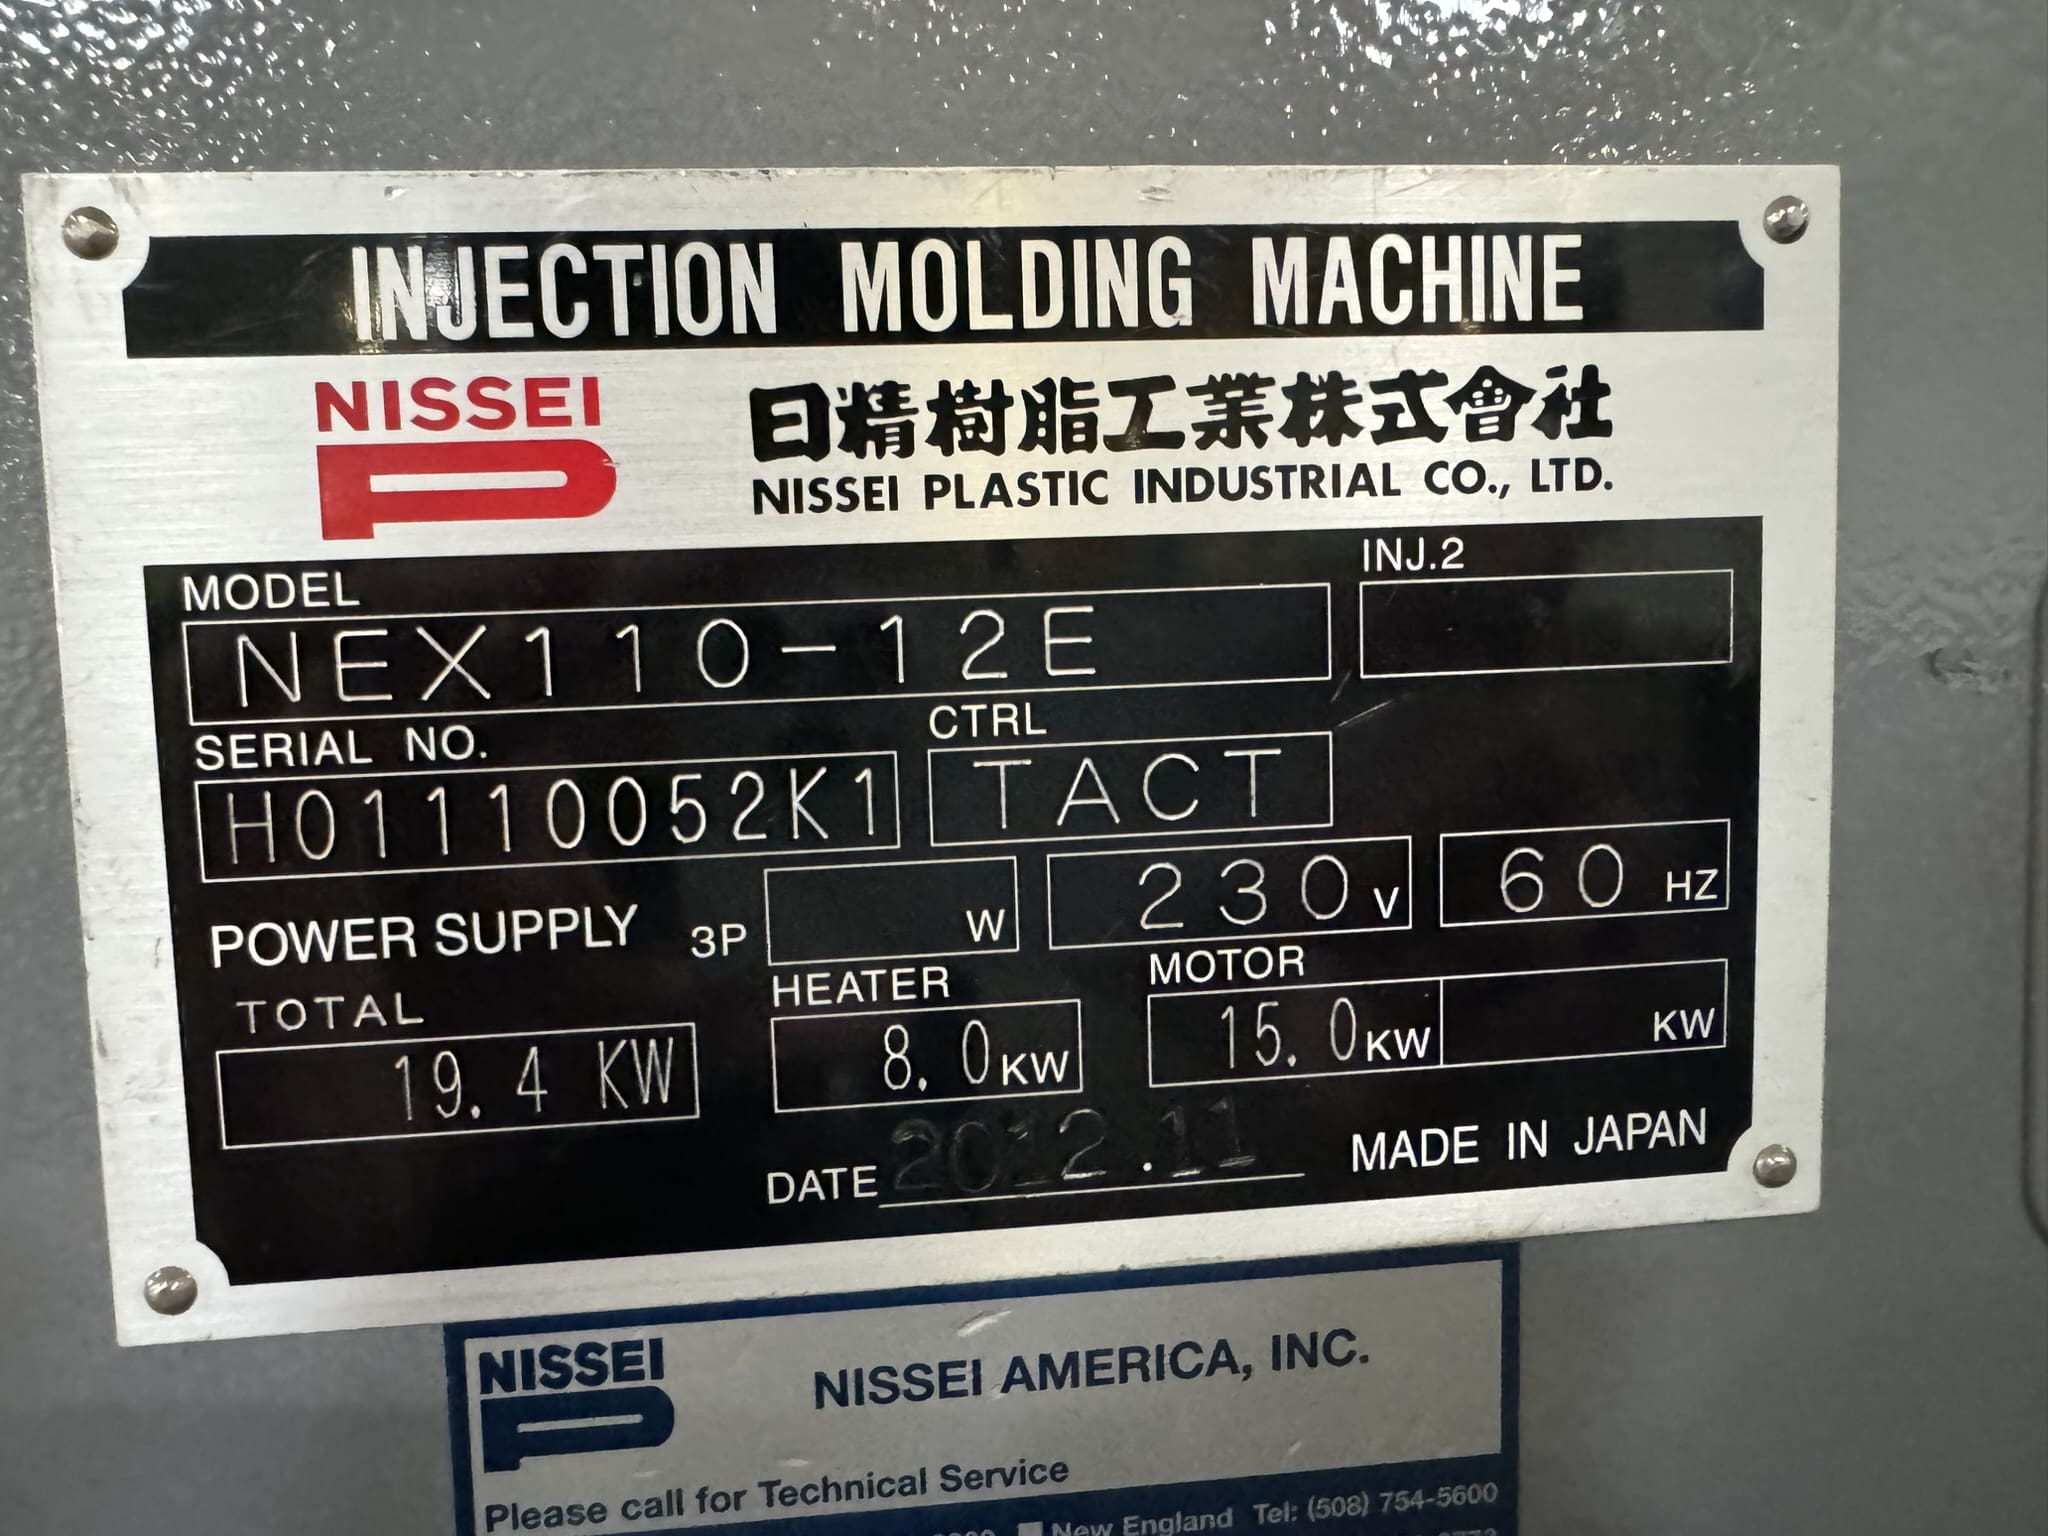 INJECTION MOLDING MACHINE
NISSEI
日精樹脂工業株式會社
NISSEI PLASTIC INDUSTRIAL CO., LTD.
MODEL
INJ.2
NEX110-12E
SERIAL NO.
CTRL
H01110052K1
TACT
POWER SUPPLY 3P W 230 V 60 HZ
TOTAL
HEATER
MOTOR
19.4 KW
8.0 KW
15.0 KW
KW
DATE 2012.11
MADE IN JAPAN
NISSEI
NISSEI AMERICA, INC.
Please call for Technical Service
New England Tel: (508) 754-5600